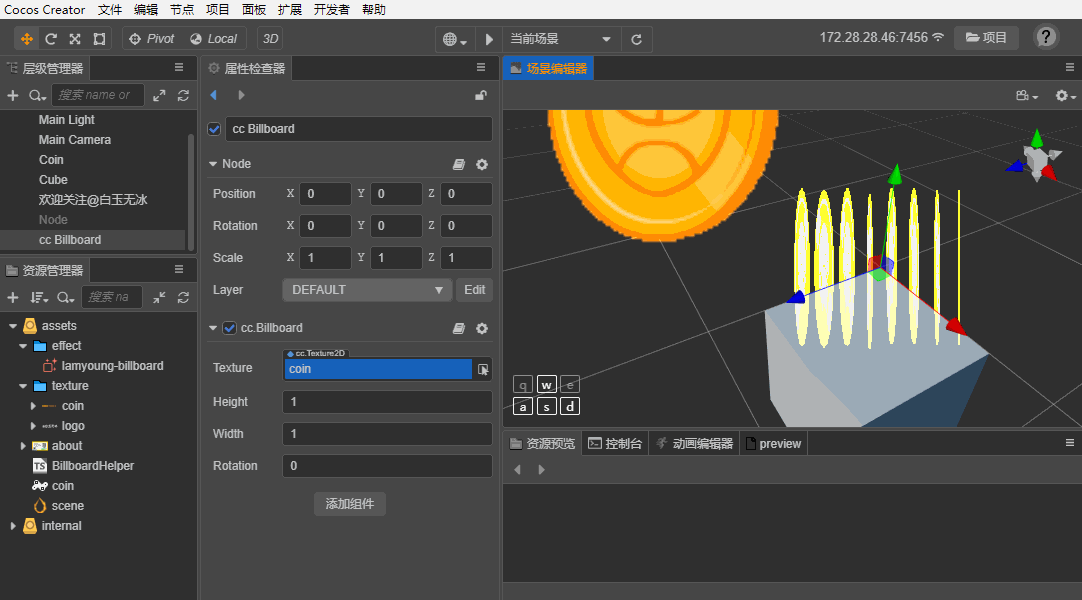 Cocos Creator 文件 编辑 节点 项目 面板 扩展 开发者 帮助
Pivot Local 3D 当前场景 172.28.28.46:7456 项目 ?
层级管理器
搜索 name or
Main Light
Main Camera
Coin
Cube
欢迎关注@白玉无冰
Node
cc Billboard
资源管理器
搜索 na
assets
effect
lamyoung-billboard
texture
coin
logo
about
TS BillboardHelper
coin
scene
internal
属性检查器
cc Billboard
Node
Position X 0 Y 0 Z 0
Rotation X 0 Y 0 Z 0
Scale X 1 Y 1 Z 1
Layer DEFAULT Edit
cc.Billboard
cc.Texture2D
Texture coin
Height 1
Width 1
Rotation 0
添加组件
场景编辑器
q w e
a s d
资源预览 控制台 动画编辑器 preview